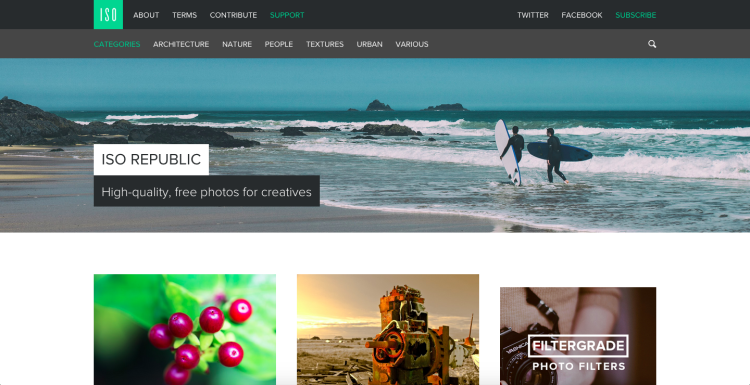 ISO ABOUT TERMS CONTRIBUTE SUPPORT TWITTER FACEBOOK SUBSCRIBE
CATEGORIES ARCHITECTURE NATURE PEOPLE TEXTURES URBAN VARIOUS
ISO REPUBLIC
High-quality, free photos for creatives
YASHICA
FILTERGRADE
PHOTO FILTERS